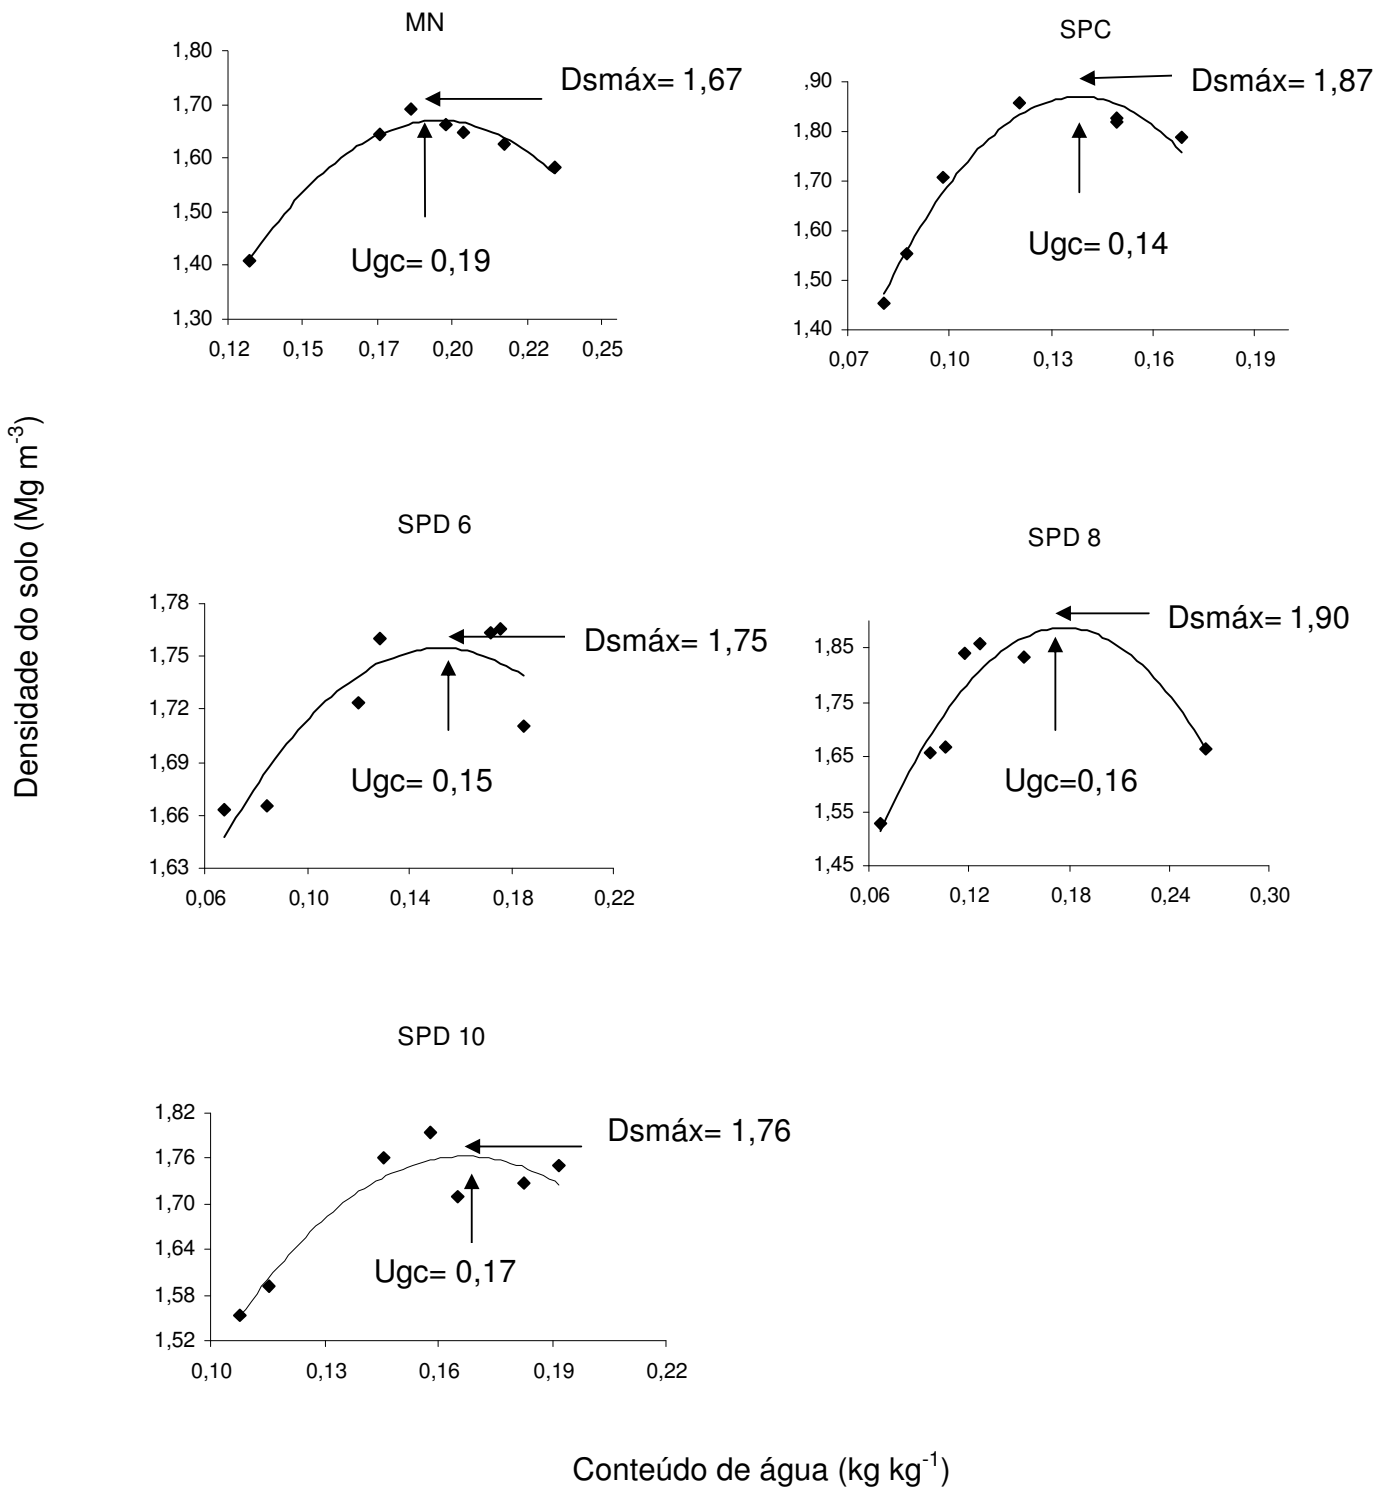 MN
1,80
1,70
1,60
1,50
1,40
1,30
0,12 0,15 0,17 0,20 0,22 0,25
Dsmáx= 1,67
Ugc= 0,19
SPC
,90
1,80
1,70
1,60
1,50
1,40
0,07 0,10 0,13 0,16 0,19
Dsmáx= 1,87
Ugc= 0,14
Densidade do solo (Mg m-3)
SPD 6
1,78
1,75
1,72
1,69
1,66
1,63
0,06 0,10 0,14 0,18 0,22
Dsmáx= 1,75
Ugc= 0,15
SPD 8
1,85
1,75
1,65
1,55
1,45
0,06 0,12 0,18 0,24 0,30
Dsmáx= 1,90
Ugc=0,16
SPD 10
1,82
1,76
1,70
1,64
1,58
1,52
0,10 0,13 0,16 0,19 0,22
Dsmáx= 1,76
Ugc= 0,17
Conteúdo de água (kg kg-1)